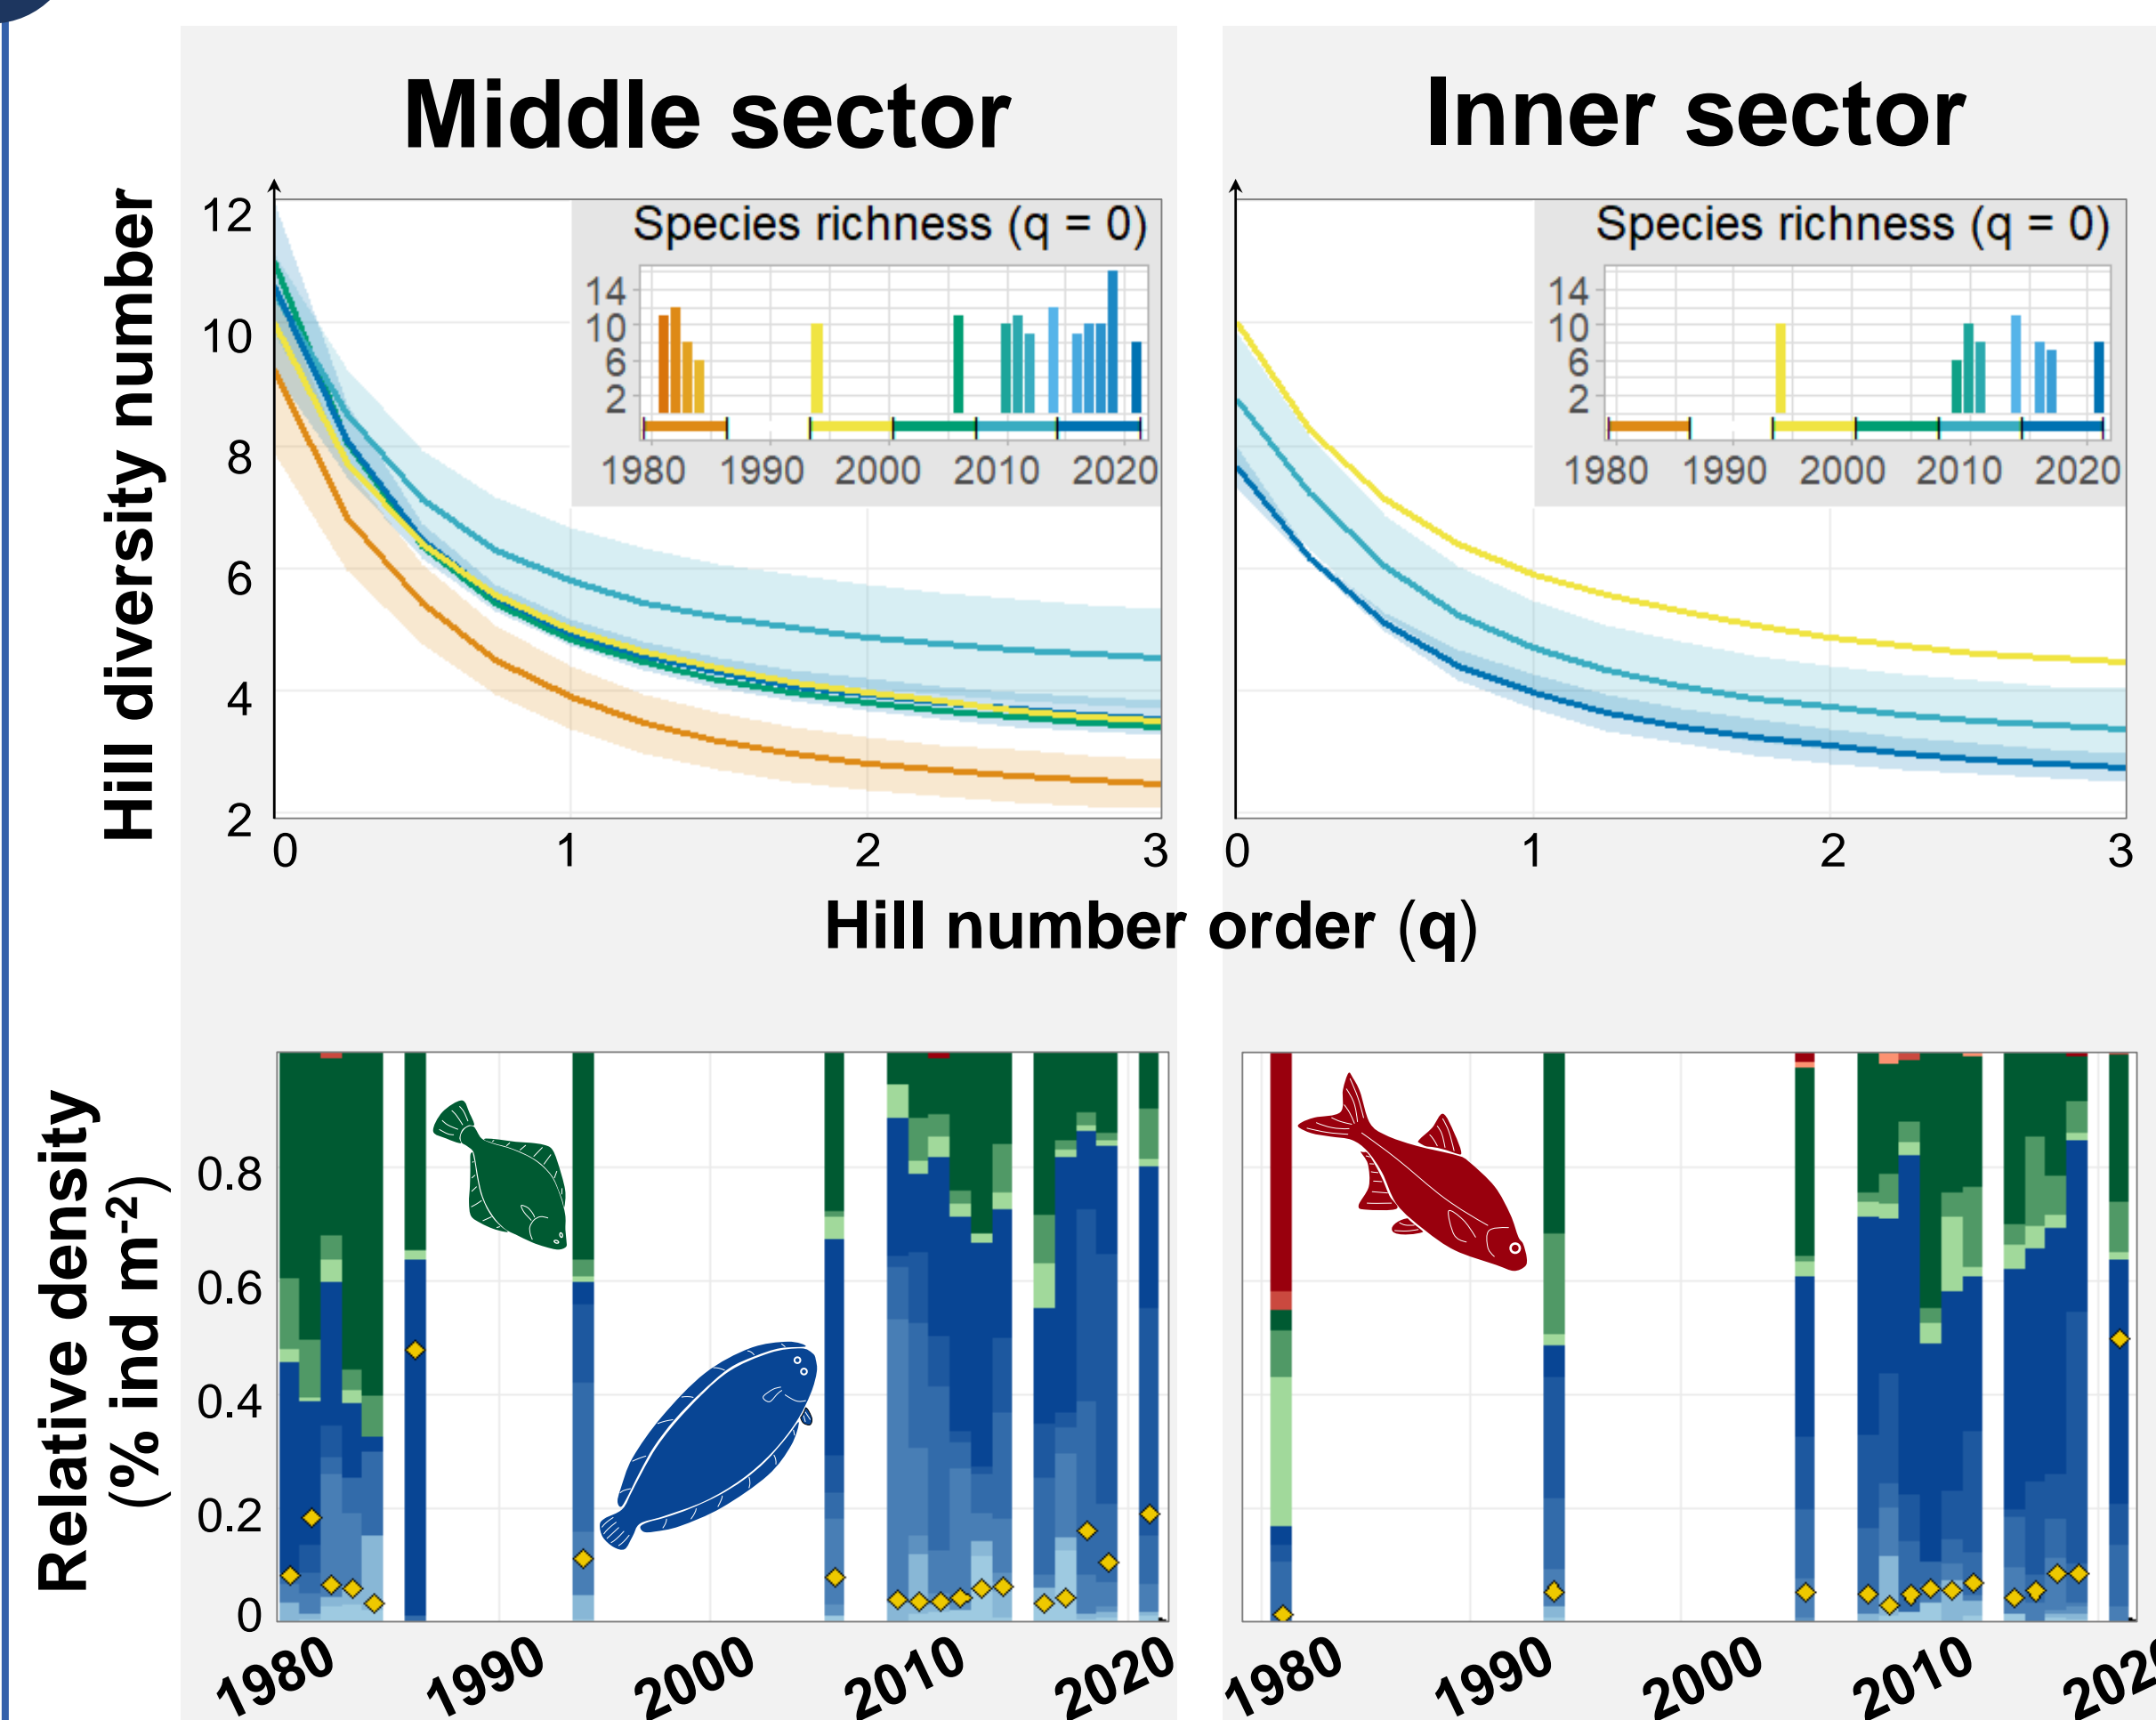 Middle sector
Inner sector
Hill diversity number
12
10
8
6
4
2
Species richness (q = 0)
14
10
6
2
1980 1990 2000 2010 2020
Species richness (q = 0)
14
10
6
2
1980 1990 2000 2010 2020
0 1 2 3
0 1 2 3
Hill number order (q)
Relative density
(% ind m-2)
0.8
0.6
0.4
0.2
0
1980 1990 2000 2010 2020
1980 1990 2000 2010